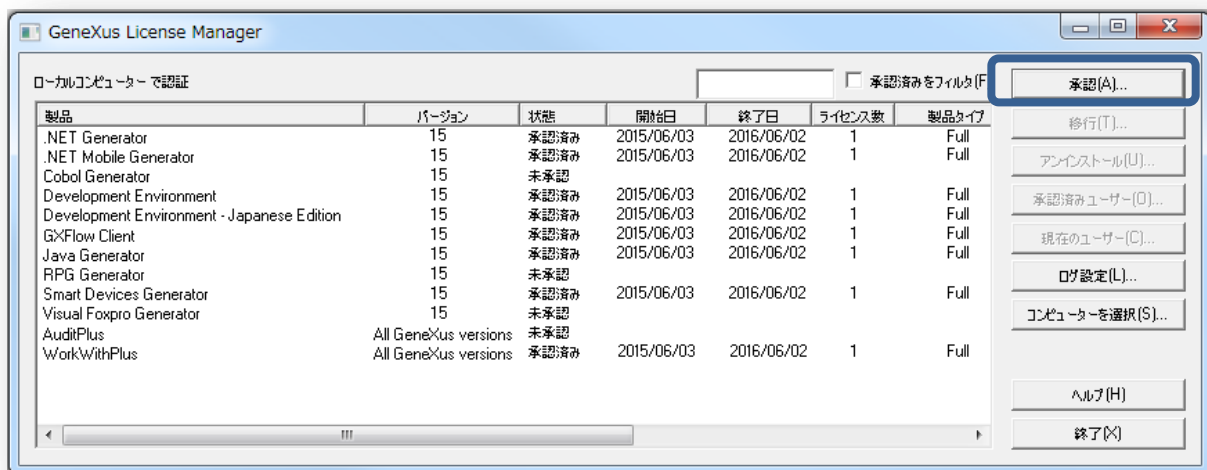 GeneXus License Manager
ローカルコンピューター で認証 承認済みをフィルタ(F 承認(A)...
製品 バージョン 状態 開始日 終了日 ライセンス数 製品タイプ
.NET Generator 15 承認済み 2015/06/03 2016/06/02 1 Full
移行(T)...
.NET Mobile Generator 15 承認済み 2015/06/03 2016/06/02 1 Full
Cobol Generator 15 未承認
アンインストール(U)...
Development Environment 15 承認済み 2015/06/03 2016/06/02 1 Full
承認済みユーザー(O)...
Development Environment - Japanese Edition 15 承認済み 2015/06/03 2016/06/02 1 Full
GXFlow Client 15 承認済み 2015/06/03 2016/06/02 1 Full
現在のユーザー(C)...
Java Generator 15 承認済み 2015/06/03 2016/06/02 1 Full
RPG Generator 15 未承認
ログ設定(L)...
Smart Devices Generator 15 承認済み 2015/06/03 2016/06/02 1 Full
Visual Foxpro Generator 15 未承認
コンピューターを選択(S)...
AuditPlus All GeneXus versions 未承認
WorkWithPlus All GeneXus versions 承認済み 2015/06/03 2016/06/02 1 Full
ヘルプ(H)
終了(X)